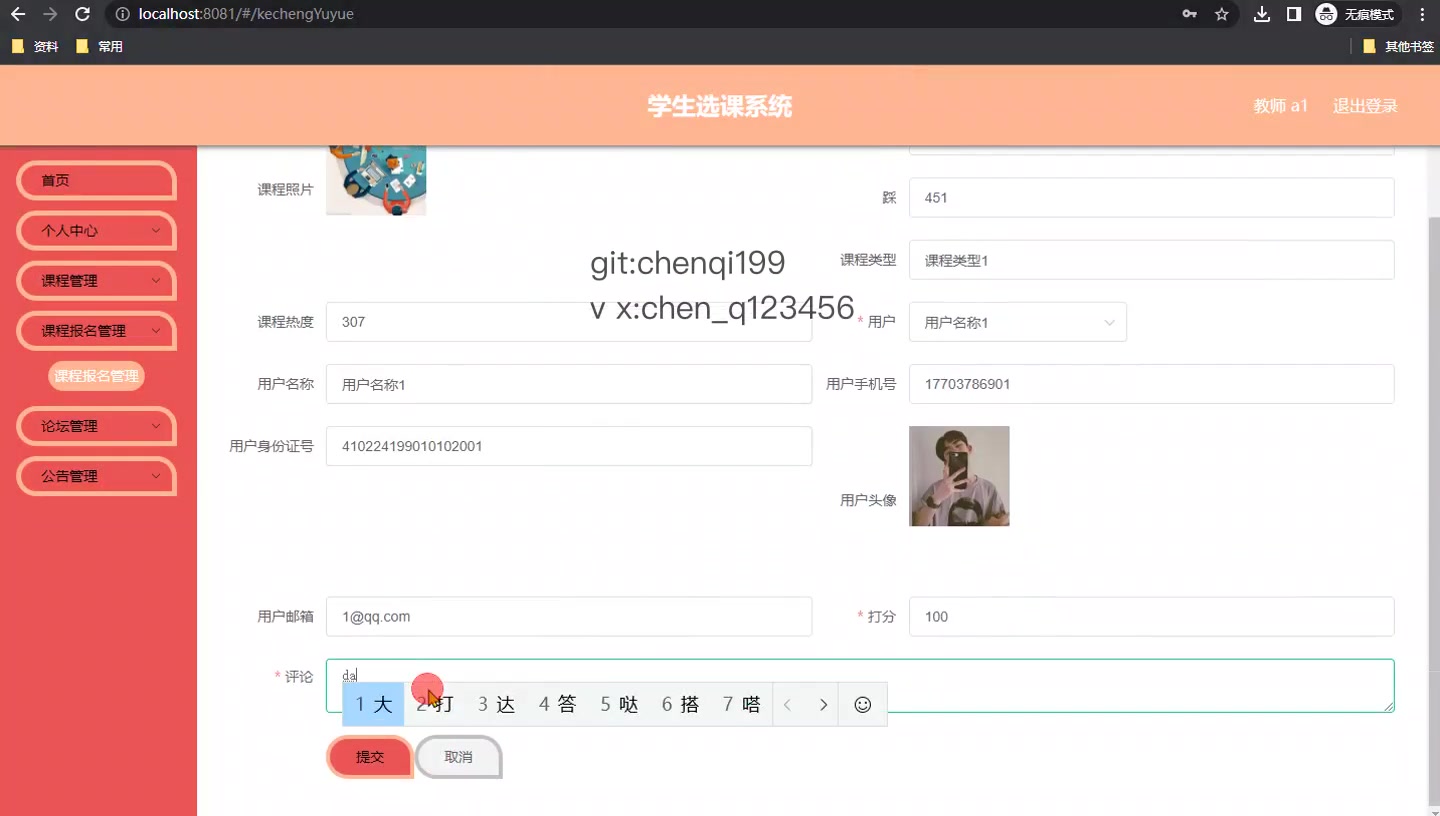 localhost:8081/#/kechengYuyue
无痕模式
资料
常用
其他书签
学生选课系统
教师 a1
退出登录
首页
个人中心
课程管理
课程报名管理
课程报名管理
论坛管理
公告管理
课程照片
踩
451
git:chenqi199
课程类型
课程类型1
v x:chen_q123456
课程热度
307
* 用户
用户名称1
用户名称
用户名称1
用户手机号
17703786901
用户身份证号
410224199010102001
用户头像
用户邮箱
1@qq.com
* 打分
100
* 评论
da
1 大 2 打 3 达 4 答 5 哒 6 搭 7 嗒
提交
取消